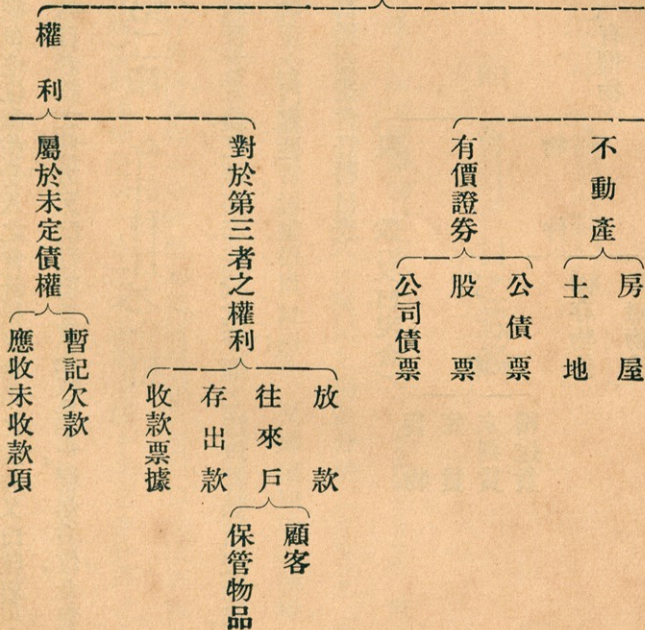 不動產
房屋
土地
有價證券
公債票
股票
公司債票
權利
對於第三者之權利
放款
往來戶
顧客
保管物品
存出款
收款票據
屬於未定債權
暫記欠款
應收未收款項